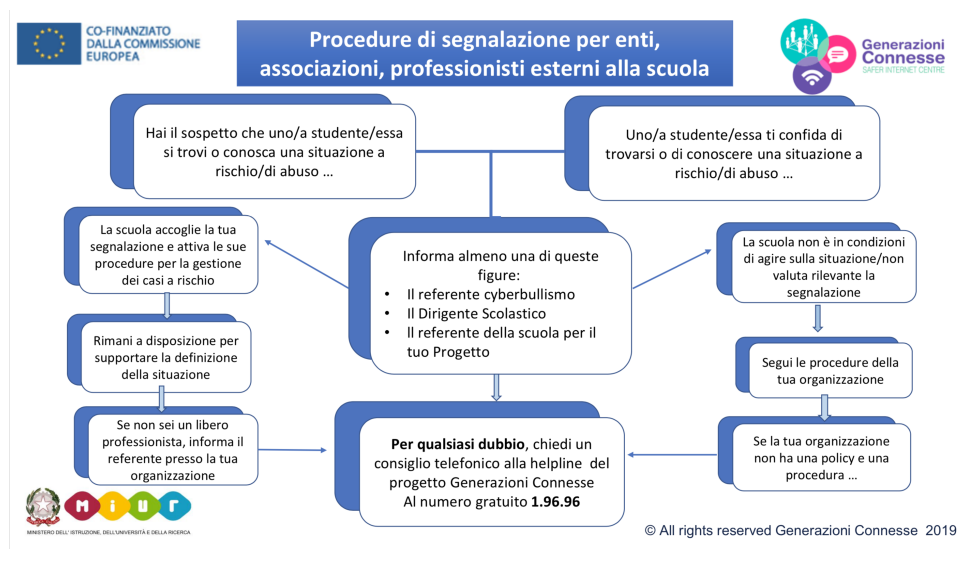 CO-FINANZIATO
DALLA COMMISSIONE
EUROPEA
Procedure di segnalazione per enti,
associazioni, professionisti esterni alla scuola
Generazioni
Connesse
SAFER INTERNET CENTRE
Hai il sospetto che uno/a studente/essa
si trovi o conosca una situazione a
rischio/di abuso ...
Uno/a studente/essa ti confida di
trovarsi o di conoscere una situazione a
rischio/di abuso ...
La scuola accoglie la tua
segnalazione e attiva le sue
procedure per la gestione
dei casi a rischio
Informa almeno una di queste
figure:
• Il referente cyberbullismo
• Il Dirigente Scolastico
• Il referente della scuola per il
tuo Progetto
La scuola non è in condizioni
di agire sulla situazione/non
valuta rilevante la
segnalazione
Rimani a disposizione per
supportare la definizione
della situazione
Segui le procedure della
tua organizzazione
Se non sei un libero
professionista, informa il
referente presso la tua
organizzazione
Per qualsiasi dubbio, chiedi un
consiglio telefonico alla helpline del
progetto Generazioni Connesse
Al numero gratuito 1.96.96
Se la tua organizzazione
non ha una policy e una
procedura ...
miur
MINISTERO DELL' ISTRUZIONE, DELL'UNIVERSITÀ E DELLA RICERCA
© All rights reserved Generazioni Connesse 2019